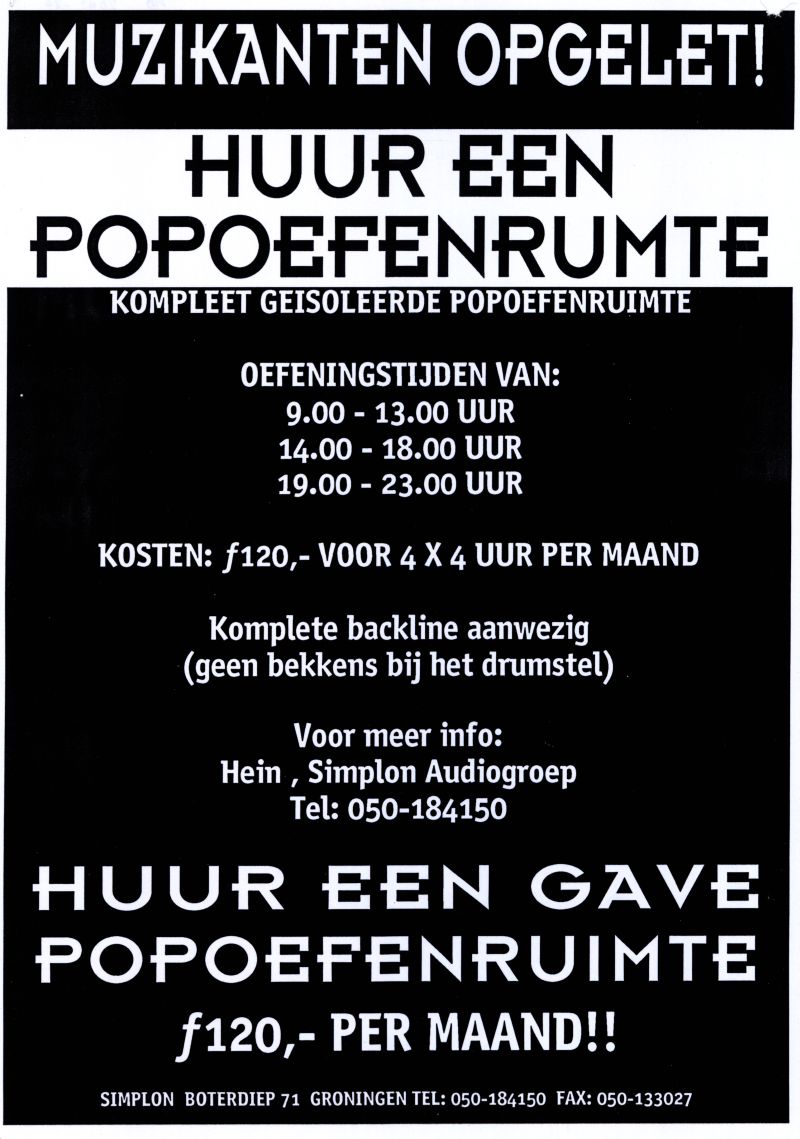 MUZIKANTEN OPGELET!
HUUR EEN
POPOEFENRUMTE
KOMPLEET GEISOLEERDE POPOEFENRUIMTE
OEFENINGSTIJDEN VAN:
9.00 - 13.00 UUR
14.00 - 18.00 UUR
19.00 - 23.00 UUR
KOSTEN: ƒ120,- VOOR 4 X 4 UUR PER MAAND
Komplete backline aanwezig
(geen bekkens bij het drumstel)
Voor meer info:
Hein , Simplon Audiogroep
Tel: 050-184150
HUUR EEN GAVE
POPOEFENRUIMTE
ƒ120,- PER MAAND!!
SIMPLON BOTERDIEP 71 GRONINGEN TEL: 050-184150 FAX: 050-133027